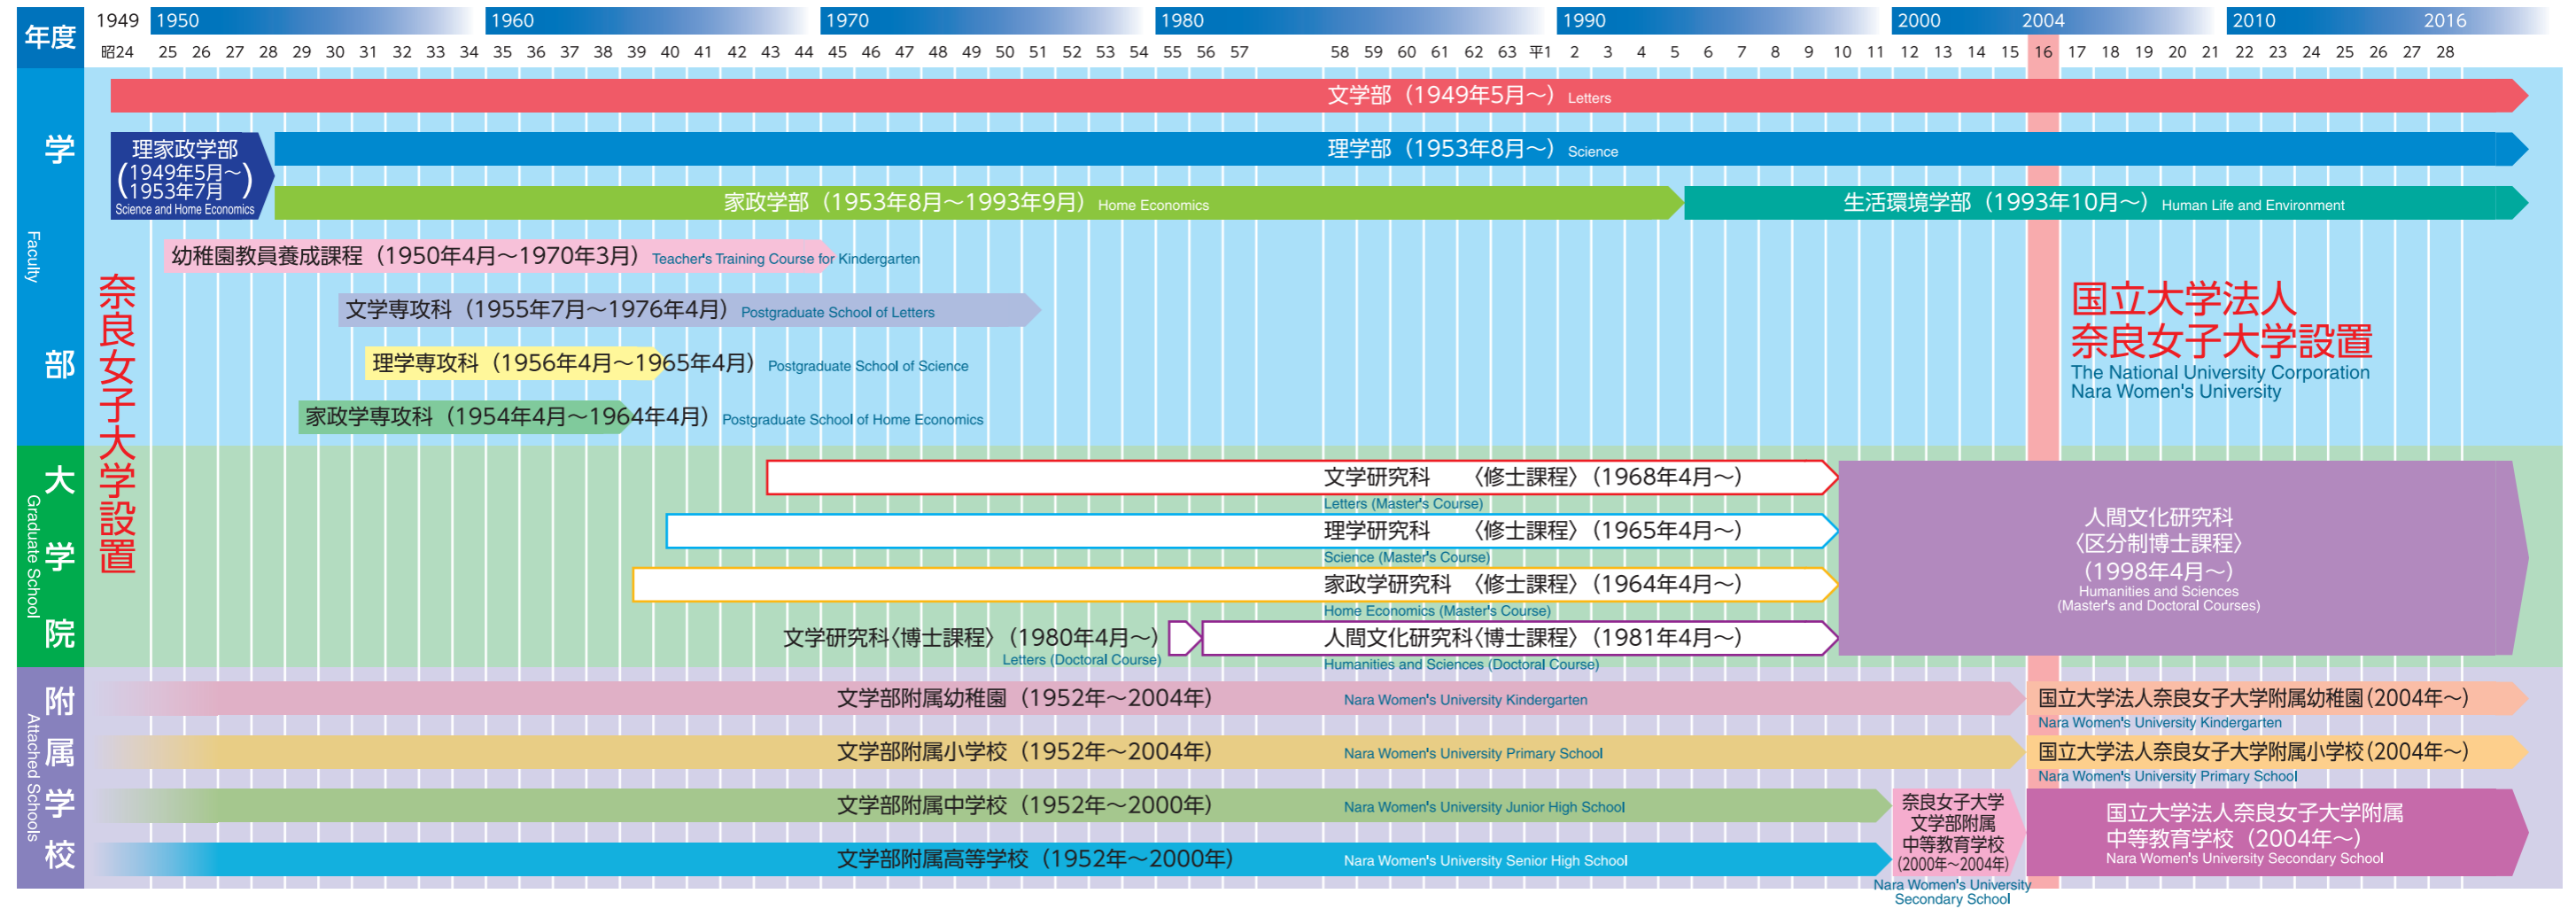 年度
1949 1950 1960 1970 1980 1990 2000 2004 2010 2016
昭24 25 26 27 28 29 30 31 32 33 34 35 36 37 38 39 40 41 42 43 44 45 46 47 48 49 50 51 52 53 54 55 56 57 58 59 60 61 62 63 平1 2 3 4 5 6 7 8 9 10 11 12 13 14 15 16 17 18 19 20 21 22 23 24 25 26 27 28
学部
Faculty
奈良女子大学設置
文学部（1949年5月～） Letters
理家政学部
（1949年5月～
1953年7月）
Science and Home Economics
理学部（1953年8月～） Science
家政学部（1953年8月～1993年9月） Home Economics
生活環境学部（1993年10月～） Human Life and Environment
幼稚園教員養成課程（1950年4月～1970年3月） Teacher's Training Course for Kindergarten
文学専攻科（1955年7月～1976年4月） Postgraduate School of Letters
理学専攻科（1956年4月～1965年4月） Postgraduate School of Science
家政学専攻科（1954年4月～1964年4月） Postgraduate School of Home Economics
国立大学法人
奈良女子大学設置
The National University Corporation
Nara Women's University
大学院
Graduate School
文学研究科 〈修士課程〉（1968年4月～）
Letters (Master's Course)
理学研究科 〈修士課程〉（1965年4月～）
Science (Master's Course)
家政学研究科 〈修士課程〉（1964年4月～）
Home Economics (Master's Course)
文学研究科〈博士課程〉（1980年4月～）
Letters (Doctoral Course)
人間文化研究科〈博士課程〉（1981年4月～）
Humanities and Sciences (Doctoral Course)
人間文化研究科
〈区分制博士課程〉
（1998年4月～）
Humanities and Sciences
(Master's and Doctoral Courses)
附属学校
Attached Schools
文学部附属幼稚園（1952年～2004年） Nara Women's University Kindergarten
国立大学法人奈良女子大学附属幼稚園（2004年～）
Nara Women's University Kindergarten
文学部附属小学校（1952年～2004年） Nara Women's University Primary School
国立大学法人奈良女子大学附属小学校（2004年～）
Nara Women's University Primary School
文学部附属中学校（1952年～2000年） Nara Women's University Junior High School
文学部附属高等学校（1952年～2000年） Nara Women's University Senior High School
奈良女子大学
文学部附属
中等教育学校
（2000年～2004年）
Nara Women's University
Secondary School
国立大学法人奈良女子大学附属
中等教育学校（2004年～）
Nara Women's University Secondary School